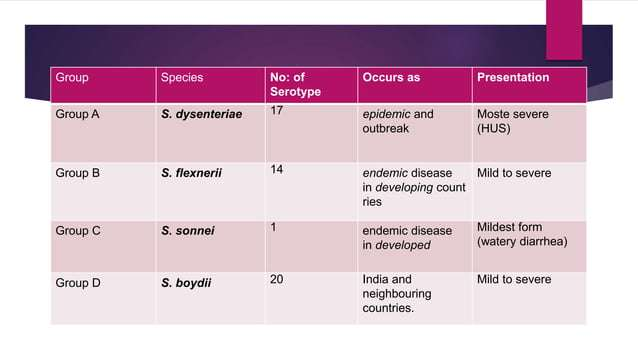 Group Species No: of Serotype Occurs as Presentation
Group A S. dysenteriae 17 epidemic and outbreak Moste severe (HUS)
Group B S. flexnerii 14 endemic disease in developing count ries Mild to severe
Group C S. sonnei 1 endemic disease in developed Mildest form (watery diarrhea)
Group D S. boydii 20 India and neighbouring countries. Mild to severe